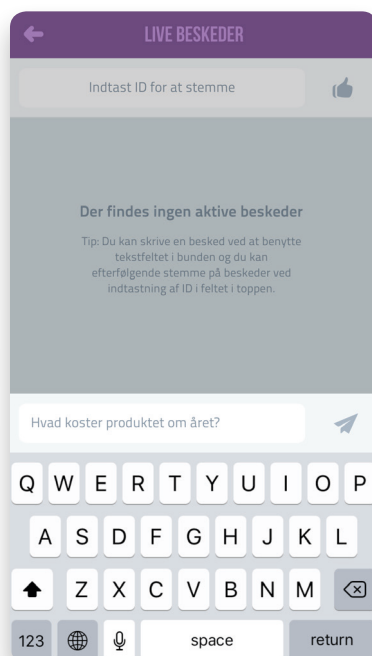 LIVE BESKEDER
Indtast ID for at stemme
Der findes ingen aktive beskeder
Tip: Du kan skrive en besked ved at benytte
tekstfeltet i bunden og du kan
efterfølgende stemme på beskeder ved
indtastning af ID i feltet i toppen.
Hvad koster produktet om året?
Q W E R T Y U I O P
A S D F G H J K L
Z X C V B N M
123 space return